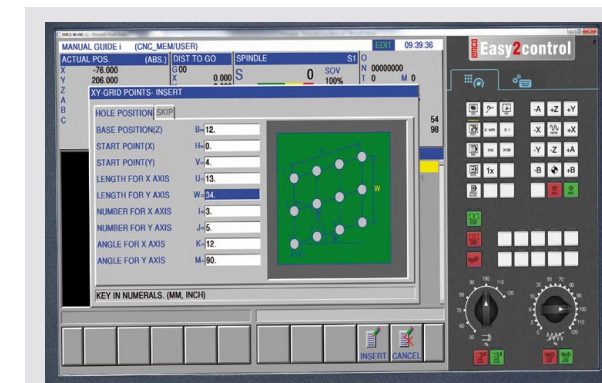 MANUAL GUIDE i (CNC_MEM/USER) EDIT 09:39:36
ACTUAL POS. (ABS.) DIST TO GO SPINDLE S1
X -76.000 G00 X 0.000 S 0 SOV 100% N 00000000
Y 206.000 T 0 M 0
Z
A
B
C
54
98
XY-GRID POINTS- INSERT
HOLE POSITION SKIP
BASE POSITION(Z) B=12.
START POINT(X) H=0.
START POINT(Y) V=4.
LENGTH FOR X AXIS U=13.
LENGTH FOR Y AXIS W=34.
NUMBER FOR X AXIS I=3.
NUMBER FOR Y AXIS J=5.
ANGLE FOR X AXIS K=12.
ANGLE FOR Y AXIS M=90.
W
KEY IN NUMERALS. (MM, INCH)
INSERT CANCEL
Easy2control
-A +Z +Y
-X +X
-Y -Z +A
1x -B +B